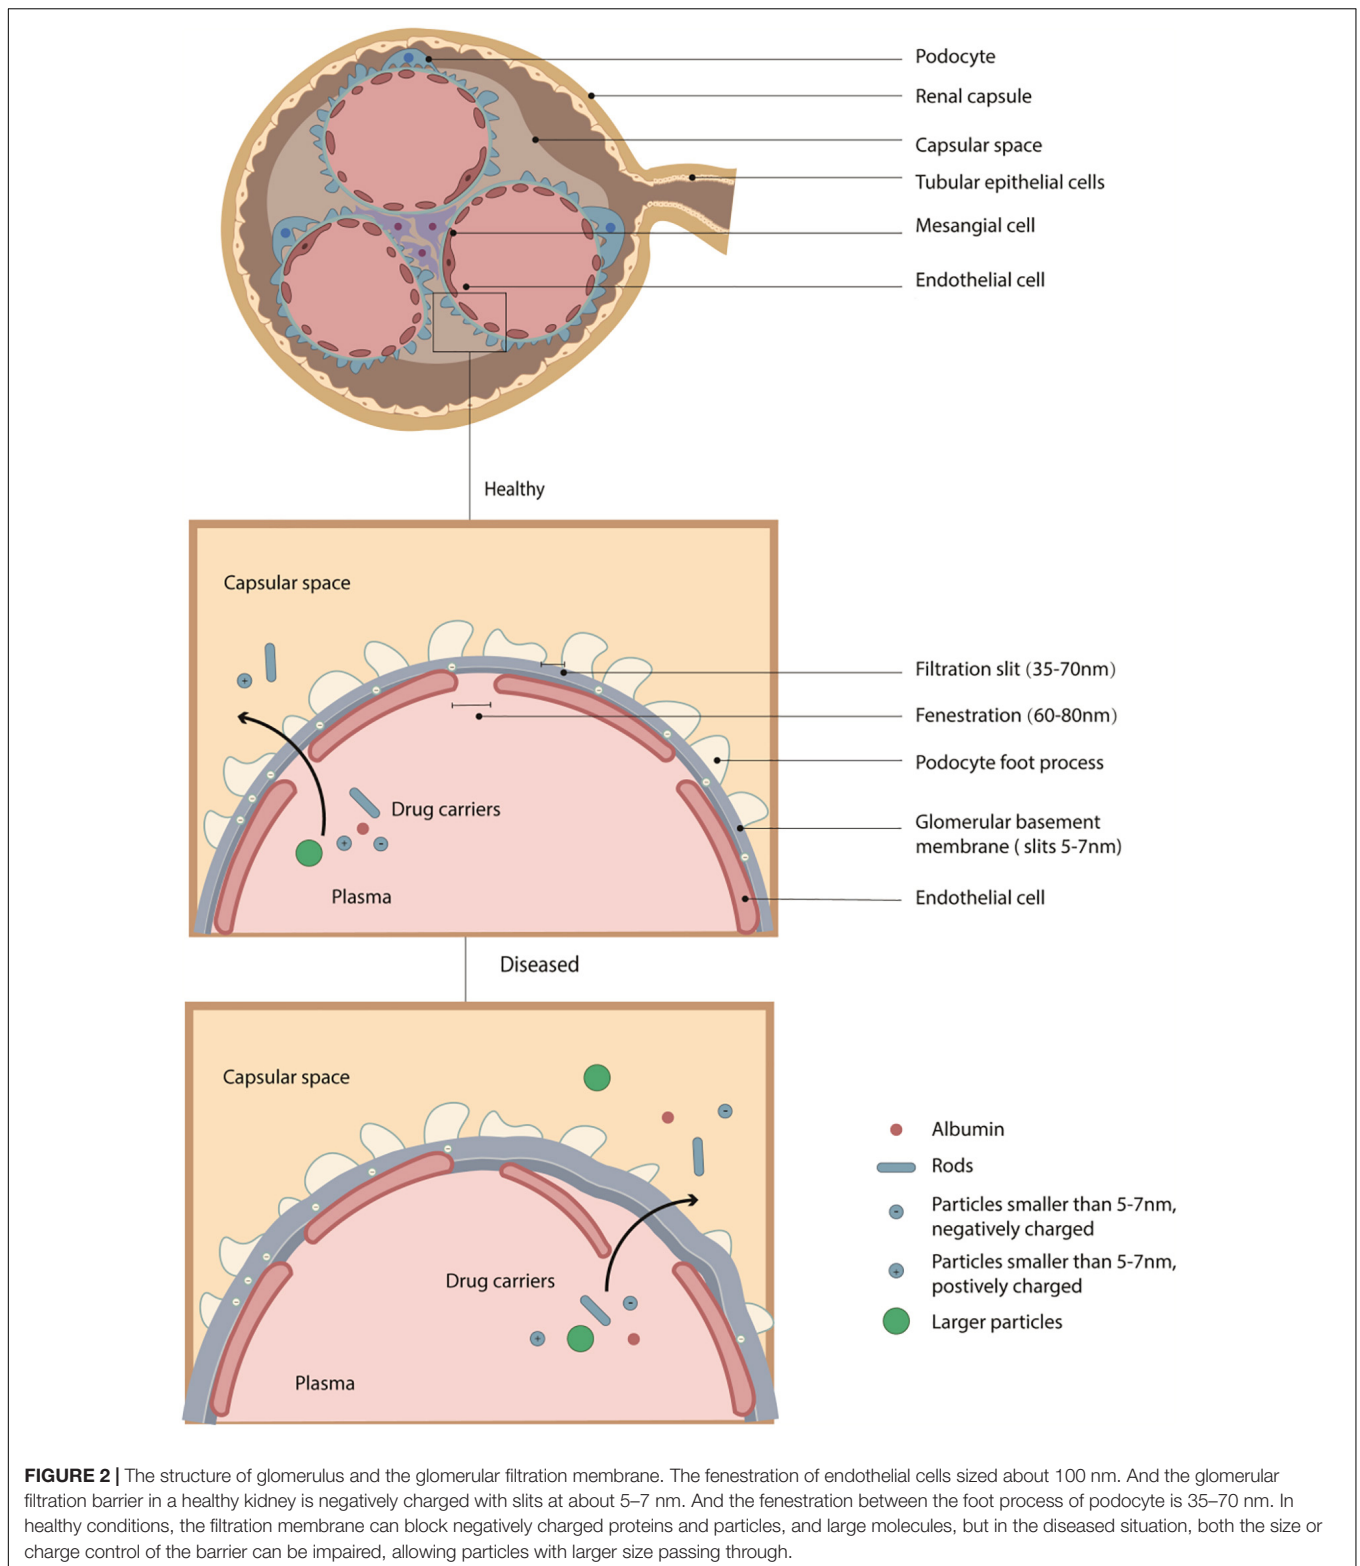 Podocyte
Renal capsule
Capsular space
Tubular epithelial cells
Mesangial cell
Endothelial cell
Healthy
Capsular space
Filtration slit (35-70nm)
Fenestration (60-80nm)
Podocyte foot process
Drug carriers
Glomerular basement
membrane ( slits 5-7nm)
Plasma
Endothelial cell
Diseased
Capsular space
Drug carriers
Plasma
Albumin
Rods
Particles smaller than 5-7nm,
negatively charged
Particles smaller than 5-7nm,
postively charged
Larger particles
FIGURE 2 | The structure of glomerulus and the glomerular filtration membrane. The fenestration of endothelial cells sized about 100 nm. And the glomerular
filtration barrier in a healthy kidney is negatively charged with slits at about 5–7 nm. And the fenestration between the foot process of podocyte is 35–70 nm. In
healthy conditions, the filtration membrane can block negatively charged proteins and particles, and large molecules, but in the diseased situation, both the size or
charge control of the barrier can be impaired, allowing particles with larger size passing through.